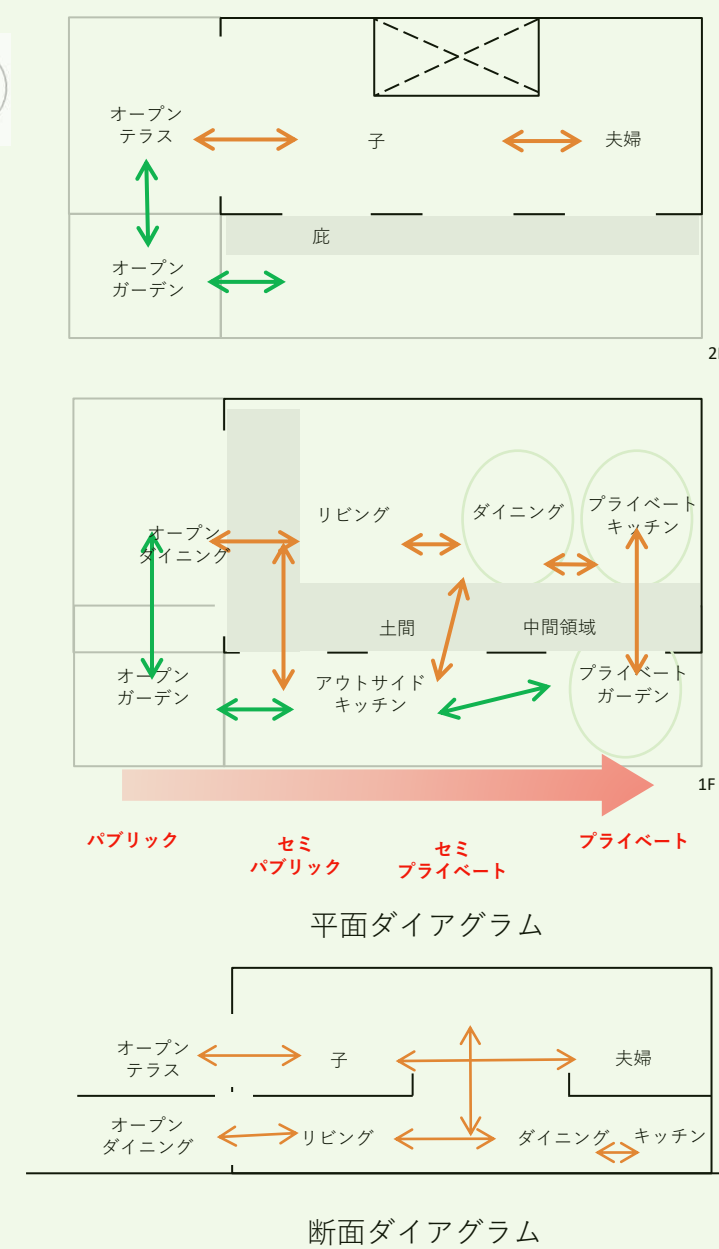 オープン
テラス
子
夫婦
庇
オープン
ガーデン
リビング
ダイニング
プライベート
キッチン
オープン
ダイニング
土間
中間領域
オープン
ガーデン
アウトサイド
キッチン
プライベート
ガーデン
1F
パブリック
セミ
パブリック
セミ
プライベート
プライベート
平面ダイアグラム
オープン
テラス
子
夫婦
オープン
ダイニング
リビング
ダイニング
キッチン
断面ダイアグラム